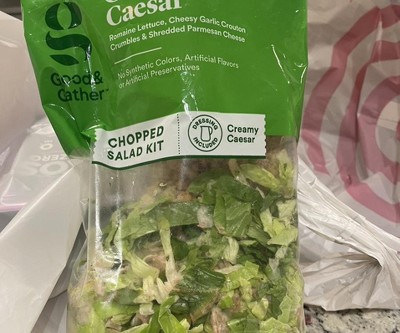 Caesar
Romaine Lettuce, Cheesy Garlic Crouton
Crumbles & Shredded Parmesan Cheese
No Synthetic Colors, Artificial Flavors
or Artificial Preservatives
Good &
Gather™
CHOPPED
SALAD KIT
DRESSING
INCLUDED
Creamy
Caesar